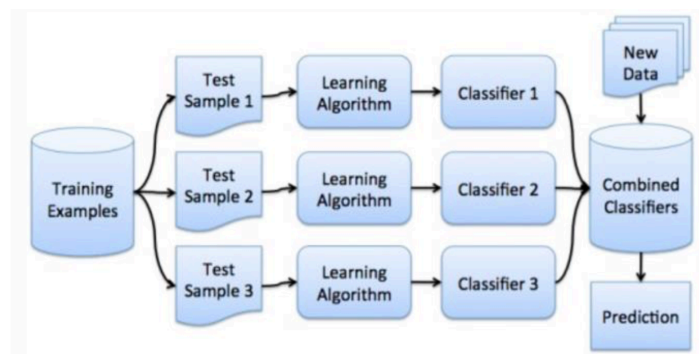 Training
Examples
Test
Sample 1
Learning
Algorithm
Classifier 1
Test
Sample 2
Learning
Algorithm
Classifier 2
Test
Sample 3
Learning
Algorithm
Classifier 3
New
Data
Combined
Classifiers
Prediction